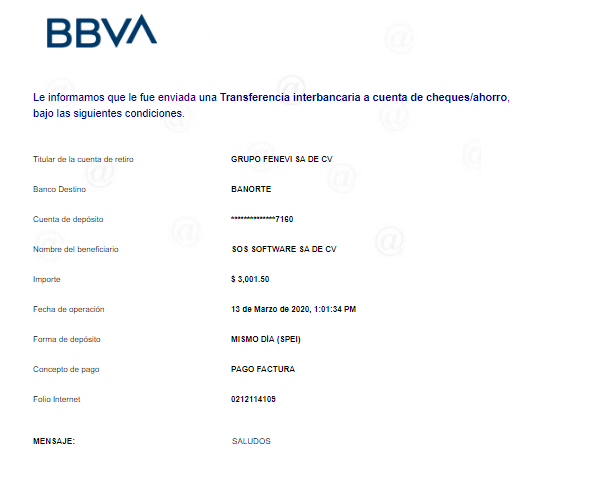 BBVA
Le informamos que le fue enviada una Transferencia interbancaria a cuenta de cheques/ahorro,
bajo las siguientes condiciones.
Titular de la cuenta de retiro GRUPO FENEVI SA DE CV
Banco Destino BANORTE
Cuenta de depósito **************7160
Nombre del beneficiario SOS SOFTWARE SA DE CV
Importe $ 3,001.50
Fecha de operación 13 de Marzo de 2020, 1:01:34 PM
Forma de depósito MISMO DÍA (SPEI)
Concepto de pago PAGO FACTURA
Folio Internet 0212114109
MENSAJE: SALUDOS